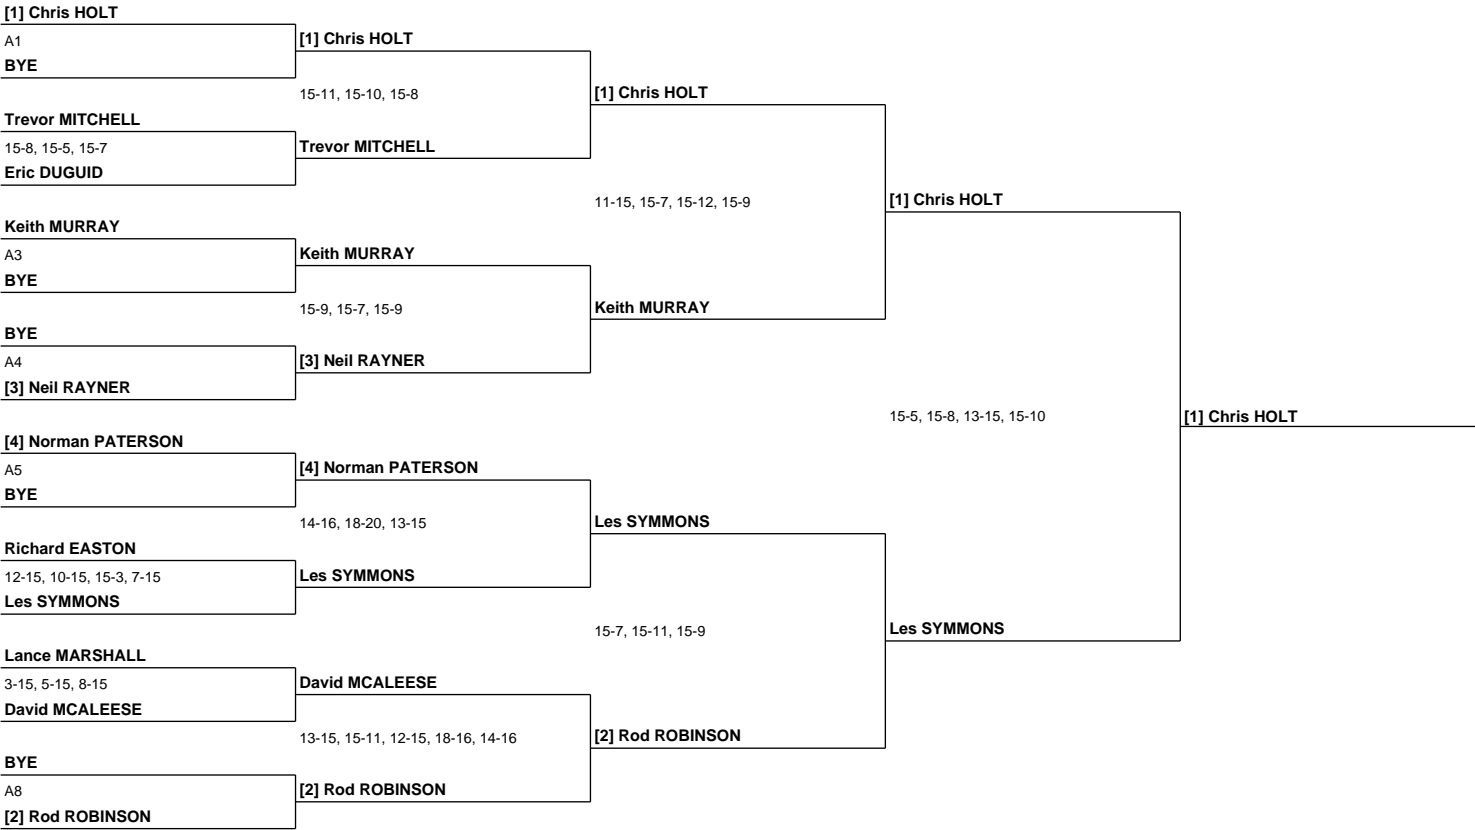 [1] Chris HOLT
A1
BYE
Trevor MITCHELL
15-8, 15-5, 15-7
Eric DUGUID
Keith MURRAY
A3
BYE
BYE
A4
[3] Neil RAYNER
[4] Norman PATERSON
A5
BYE
Richard EASTON
12-15, 10-15, 15-3, 7-15
Les SYMMONS
Lance MARSHALL
3-15, 5-15, 8-15
David MCALEESE
BYE
A8
[2] Rod ROBINSON
[1] Chris HOLT
15-11, 15-10, 15-8
Trevor MITCHELL
Keith MURRAY
15-9, 15-7, 15-9
[3] Neil RAYNER
[4] Norman PATERSON
14-16, 18-20, 13-15
Les SYMMONS
David MCALEESE
13-15, 15-11, 12-15, 18-16, 14-16
[2] Rod ROBINSON
[1] Chris HOLT
11-15, 15-7, 15-12, 15-9
Keith MURRAY
Les SYMMONS
15-7, 15-11, 15-9
[2] Rod ROBINSON
[1] Chris HOLT
15-5, 15-8, 13-15, 15-10
Les SYMMONS
[1] Chris HOLT